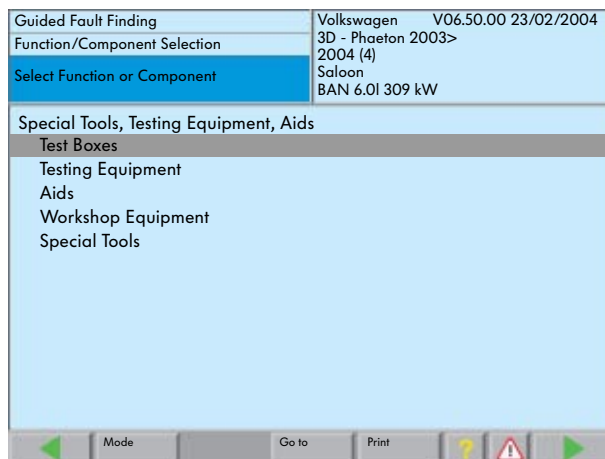 Guided Fault Finding
Function/Component Selection
Select Function or Component
Volkswagen V06.50.00 23/02/2004
3D - Phaeton 2003>
2004 (4)
Saloon
BAN 6.0l 309 kW
Special Tools, Testing Equipment, Aids
Test Boxes
Testing Equipment
Aids
Workshop Equipment
Special Tools
Mode Go to Print ?